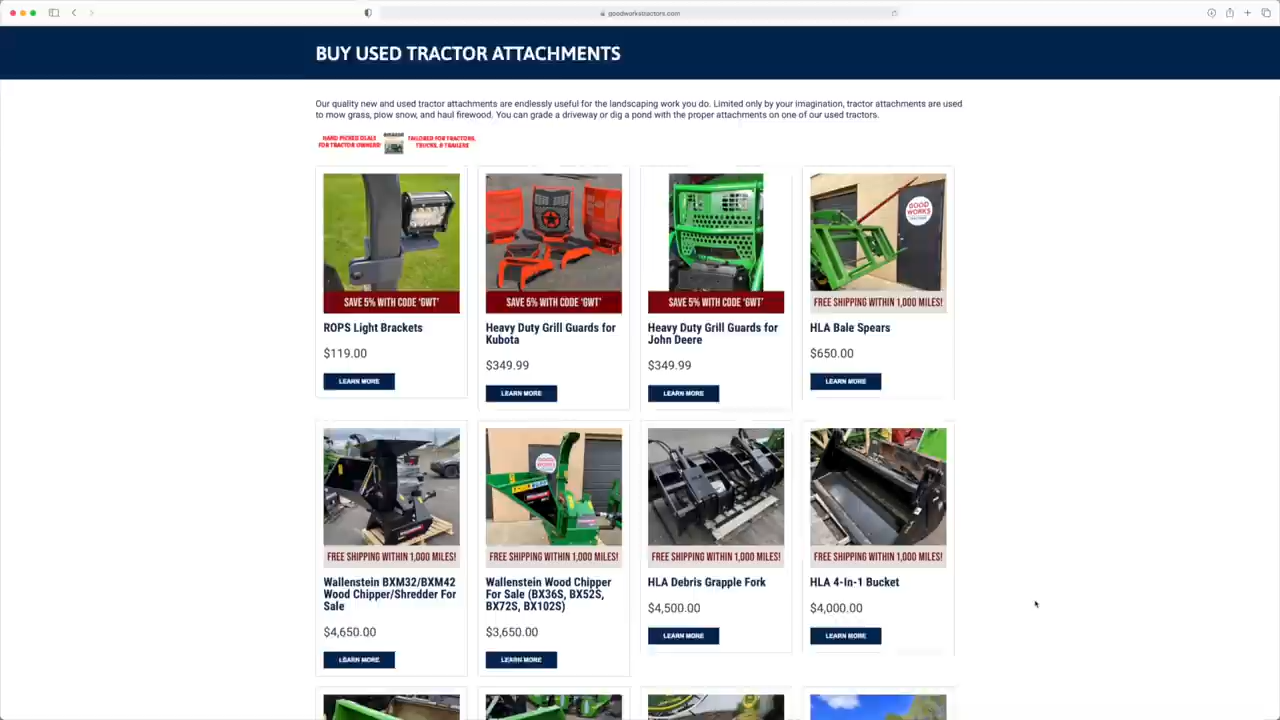 goodworkstractors.com
BUY USED TRACTOR ATTACHMENTS
Our quality new and used tractor attachments are endlessly useful for the landscaping work you do. Limited only by your imagination, tractor attachments are used
to mow grass, plow snow, and haul firewood. You can grade a driveway or dig a pond with the proper attachments on one of our used tractors.
HAND PICKED DEALS
FOR TRACTOR OWNERS!
TAILORED FOR TRACTORS,
TRUCKS, & TRAILERS
SAVE 5% WITH CODE 'GWT'
ROPS Light Brackets
$119.00
LEARN MORE
SAVE 5% WITH CODE 'GWT'
Heavy Duty Grill Guards for
Kubota
$349.99
LEARN MORE
SAVE 5% WITH CODE 'GWT'
Heavy Duty Grill Guards for
John Deere
$349.99
LEARN MORE
GOOD
WORKS
FREE SHIPPING WITHIN 1,000 MILES!
HLA Bale Spears
$650.00
LEARN MORE
FREE SHIPPING WITHIN 1,000 MILES!
Wallenstein BXM32/BXM42
Wood Chipper/Shredder For
Sale
$4,650.00
LEARN MORE
GOOD
WORKS
FREE SHIPPING WITHIN 1,000 MILES!
Wallenstein Wood Chipper
For Sale (BX36S, BX52S,
BX72S, BX102S)
$3,650.00
LEARN MORE
FREE SHIPPING WITHIN 1,000 MILES!
HLA Debris Grapple Fork
$4,500.00
LEARN MORE
FREE SHIPPING WITHIN 1,000 MILES!
HLA 4-In-1 Bucket
$4,000.00
LEARN MORE